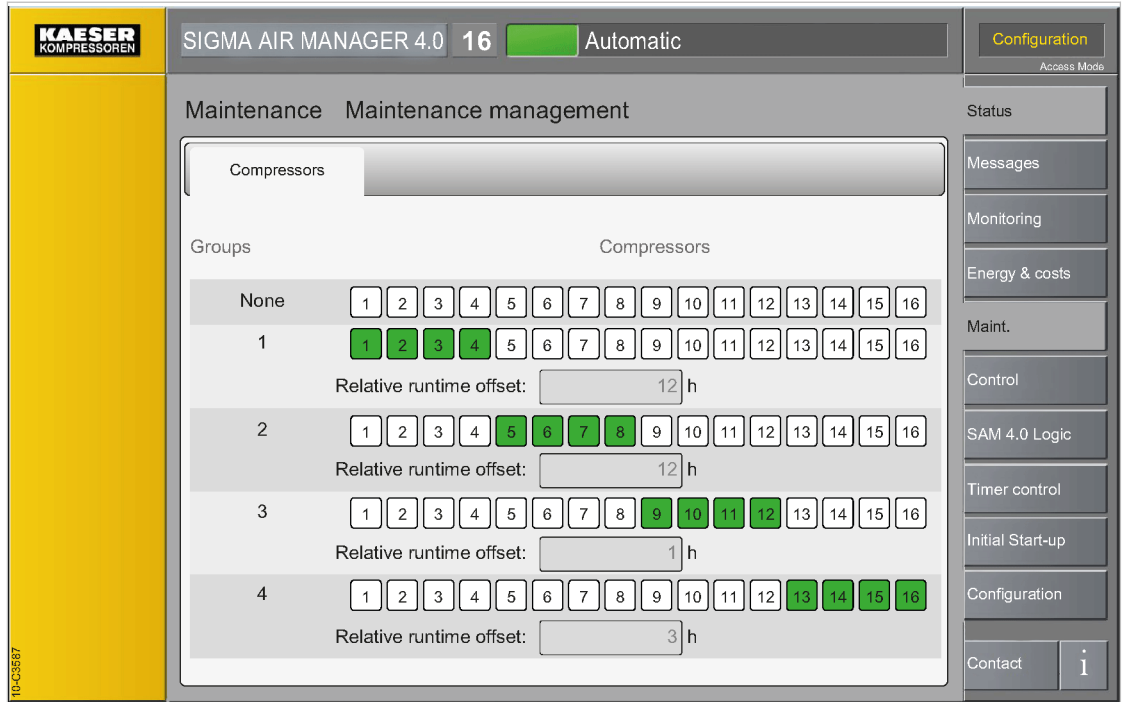 KAESER
KOMPRESSOREN
SIGMA AIR MANAGER 4.0 16 Automatic
Configuration
Access Mode
Maintenance Maintenance management
Compressors
Groups Compressors
None 1 2 3 4 5 6 7 8 9 10 11 12 13 14 15 16
1 1 2 3 4 5 6 7 8 9 10 11 12 13 14 15 16
Relative runtime offset: 12 h
2 1 2 3 4 5 6 7 8 9 10 11 12 13 14 15 16
Relative runtime offset: 12 h
3 1 2 3 4 5 6 7 8 9 10 11 12 13 14 15 16
Relative runtime offset: 1 h
4 1 2 3 4 5 6 7 8 9 10 11 12 13 14 15 16
Relative runtime offset: 3 h
Status
Messages
Monitoring
Energy & costs
Maint.
Control
SAM 4.0 Logic
Timer control
Initial Start-up
Configuration
Contact i
10-C3587